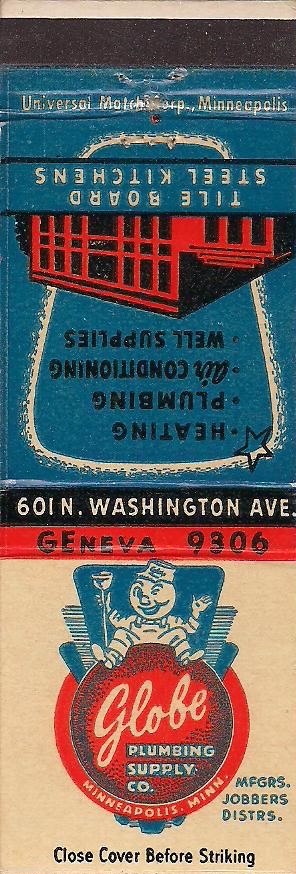 Universal Match Corp., Minneapolis
• HEATING
• PLUMBING
• Air CONDITIONING
• WELL SUPPLIES
TILE BOARD
STEEL KITCHENS
601 N. WASHINGTON AVE.
GENEVA 9306
Globe
PLUMBING
SUPPLY
CO.
MINNEAPOLIS, MINN.
MFGRS.
JOBBERS
DISTRS.
Close Cover Before Striking